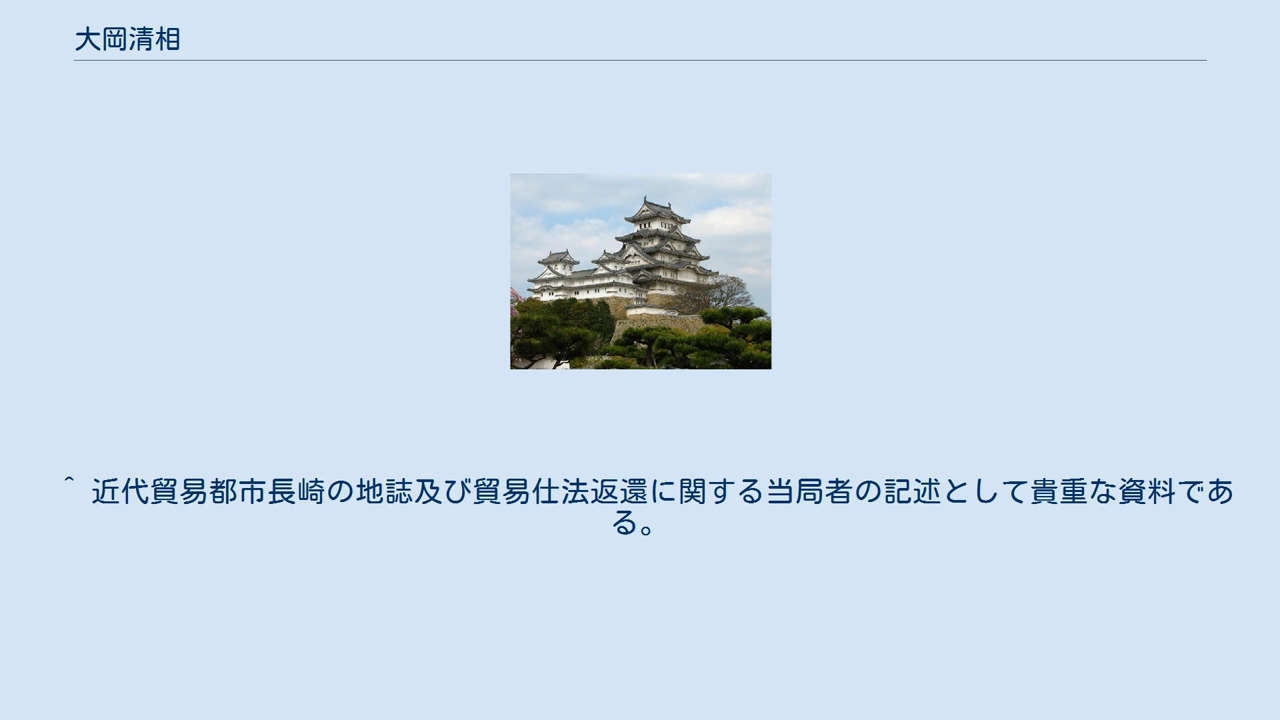 大岡清相
^ 近代貿易都市長崎の地誌及び貿易仕法返還に関する当局者の記述として貴重な資料であ
る。